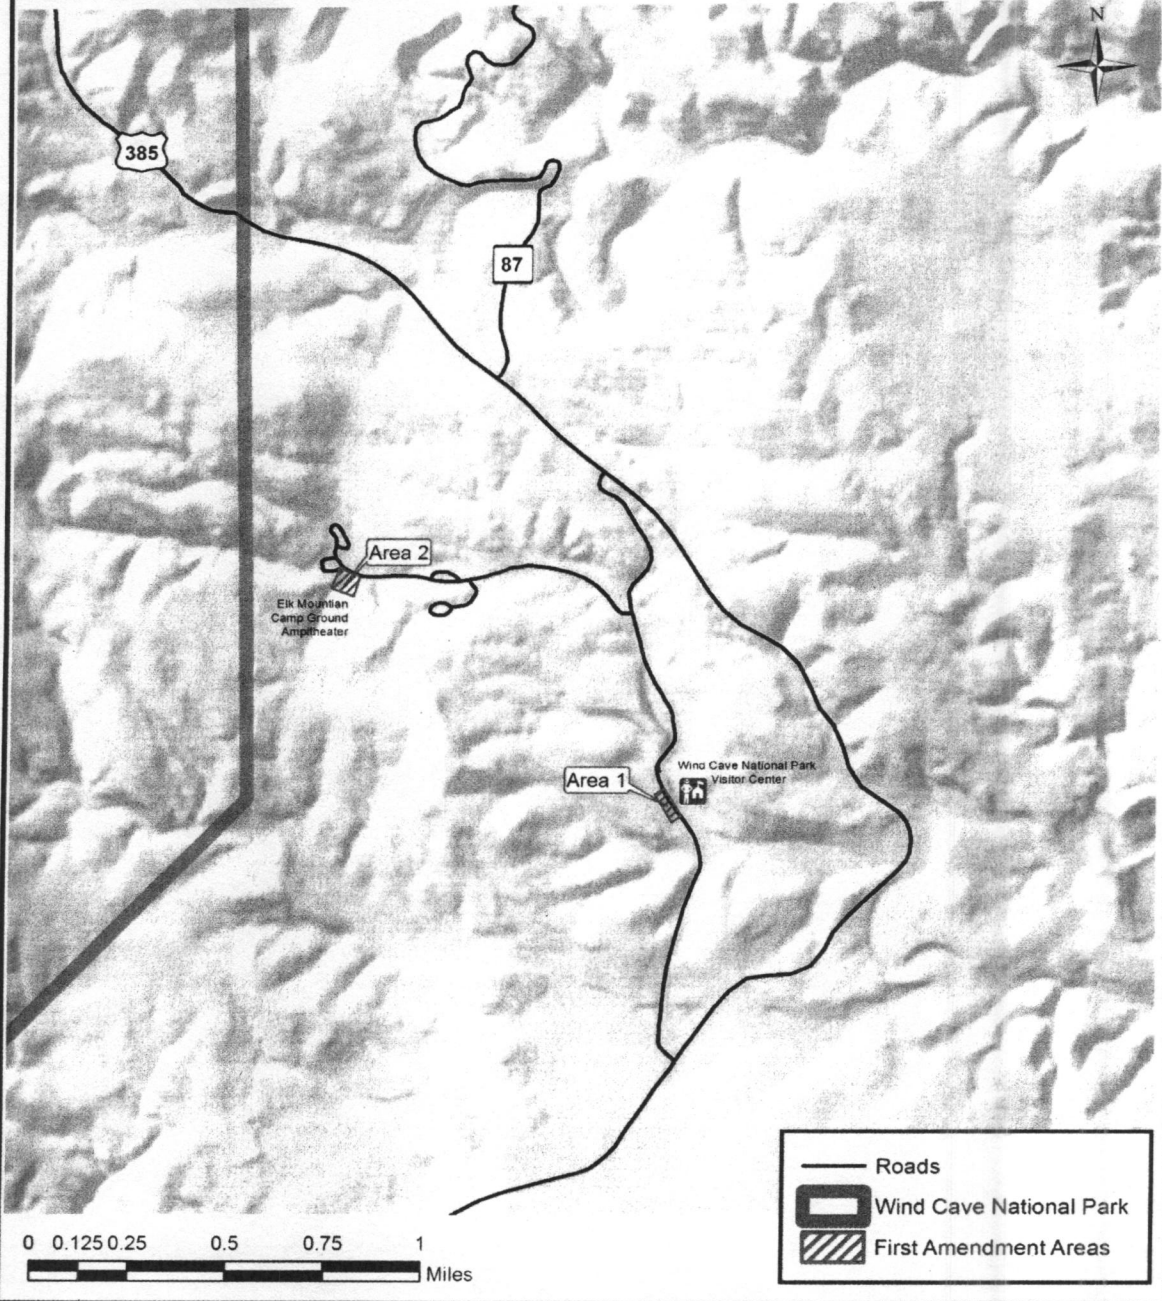 N
385
87
Area 2
Elk Mountian
Camp Ground
Ampitheater
Wind Cave National Park
Visitor Center
Area 1
Roads
Wind Cave National Park
First Amendment Areas
0 0.125 0.25 0.5 0.75 1
Miles